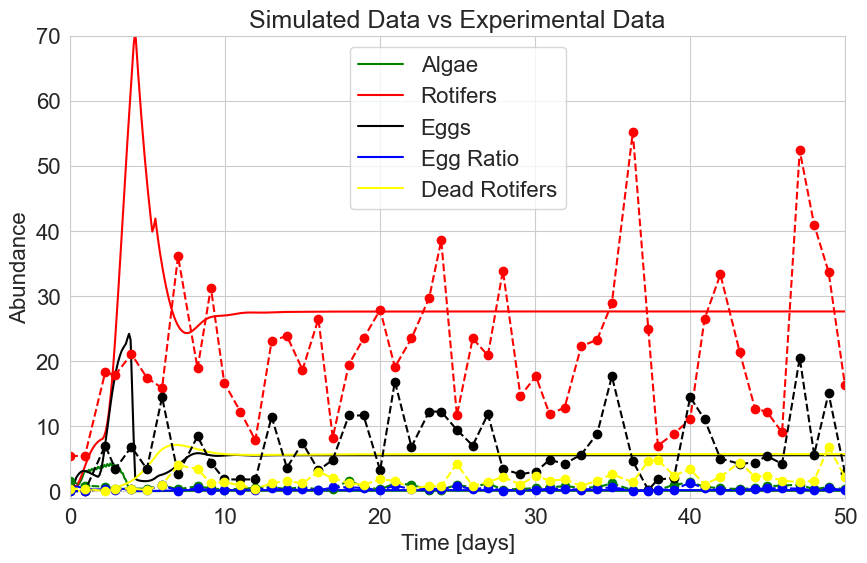 Simulated Data vs Experimental Data
Abundance
70
60
50
40
30
20
10
0
Algae
Rotifers
Eggs
Egg Ratio
Dead Rotifers
0 10 20 30 40 50
Time [days]